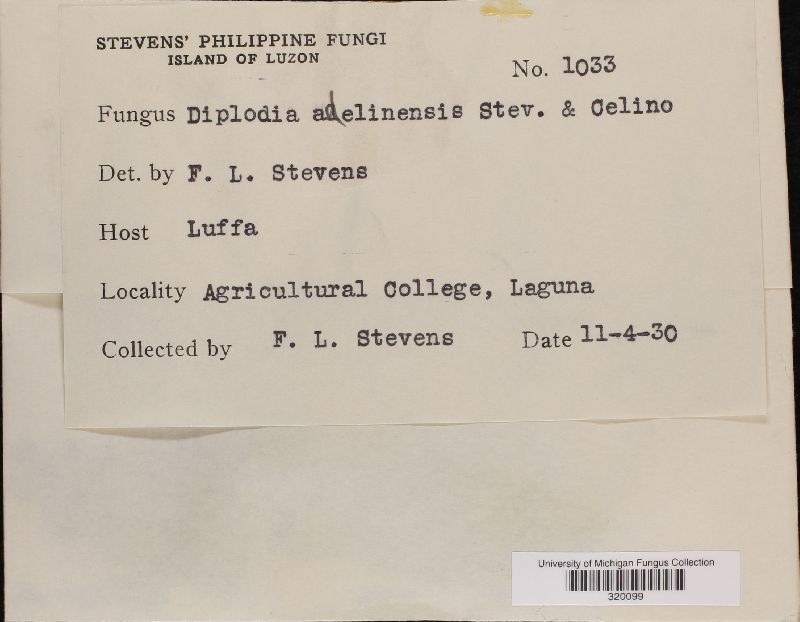 STEVENS' PHILIPPINE FUNGI
ISLAND OF LUZON
No. 1033
Fungus Diplodia adelinensis Stev. & Celino
Det. by F. L. Stevens
Host Luffa
Locality Agricultural College, Laguna
Collected by F. L. Stevens Date 11-4-30
University of Michigan Fungus Collection
320099